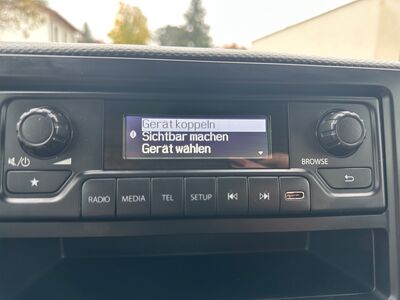 Gerät koppeln
Sichtbar machen
Gerät wählen
BROWSE
RADIO MEDIA TEL SETUP